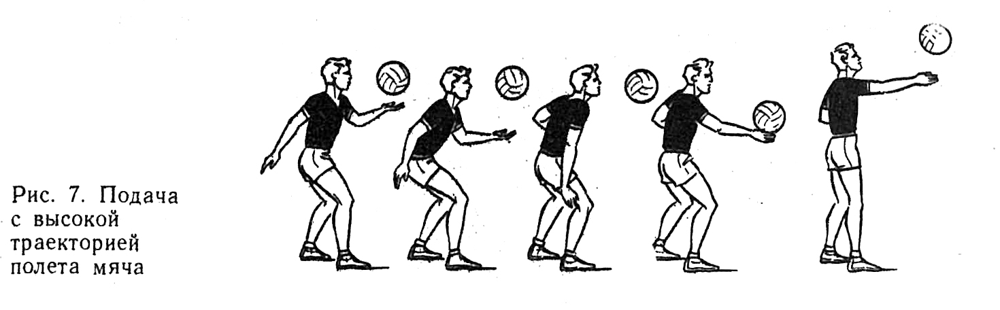 Рис. 7. Подача
с высокой
траекторией
полета мяча